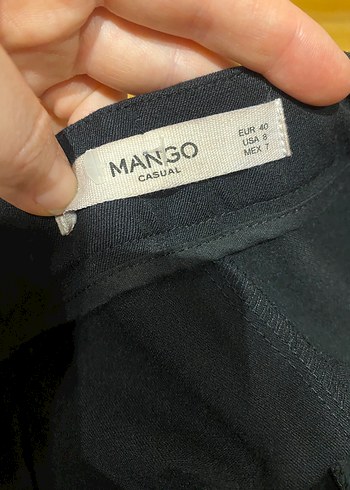 MANGO
CASUAL
EUR 40
USA 8
MEX 7